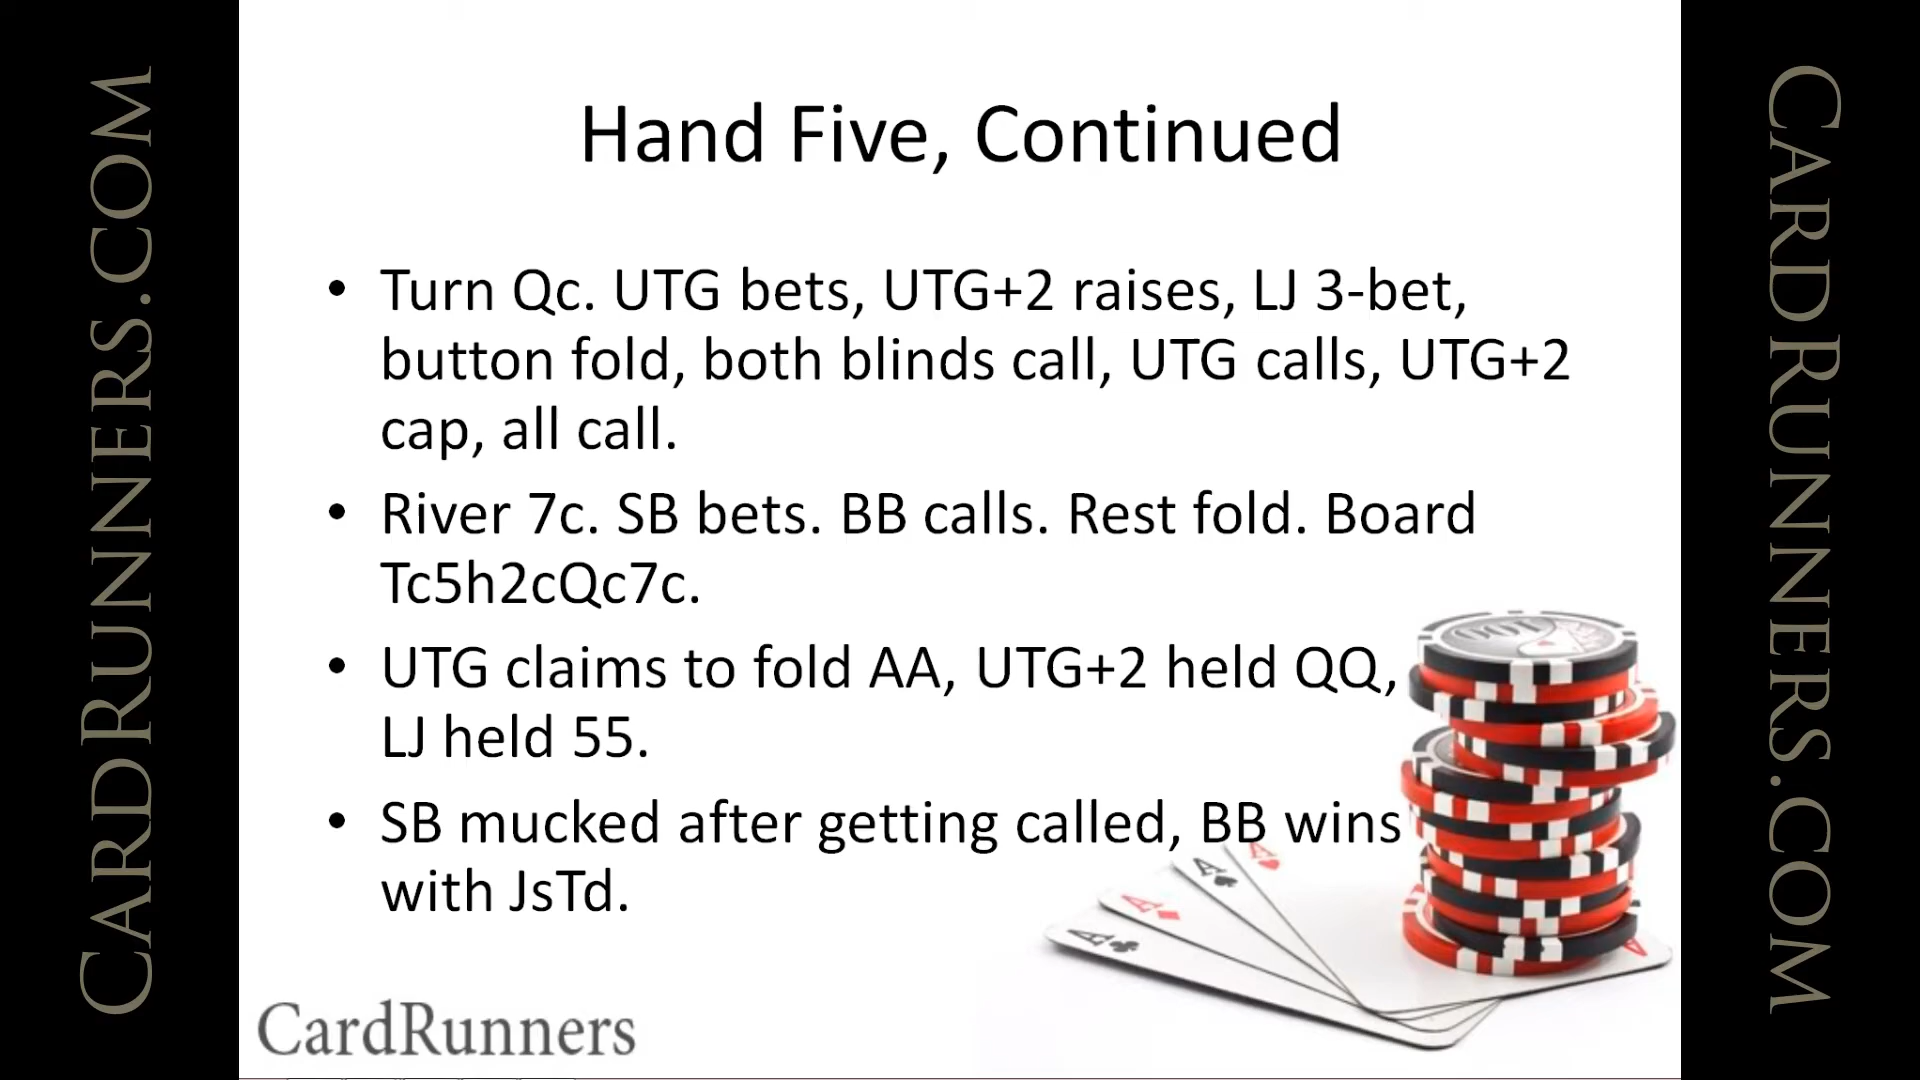 CARDRUNNERS.COM
Hand Five, Continued
• Turn Qc. UTG bets, UTG+2 raises, LJ 3-bet,
button fold, both blinds call, UTG calls, UTG+2
cap, all call.
• River 7c. SB bets. BB calls. Rest fold. Board
Tc5h2cQc7c.
• UTG claims to fold AA, UTG+2 held QQ,
LJ held 55.
• SB mucked after getting called, BB wins
with JsTd.
CardRunners
100
A
A
A
A
CARDRUNNERS.COM